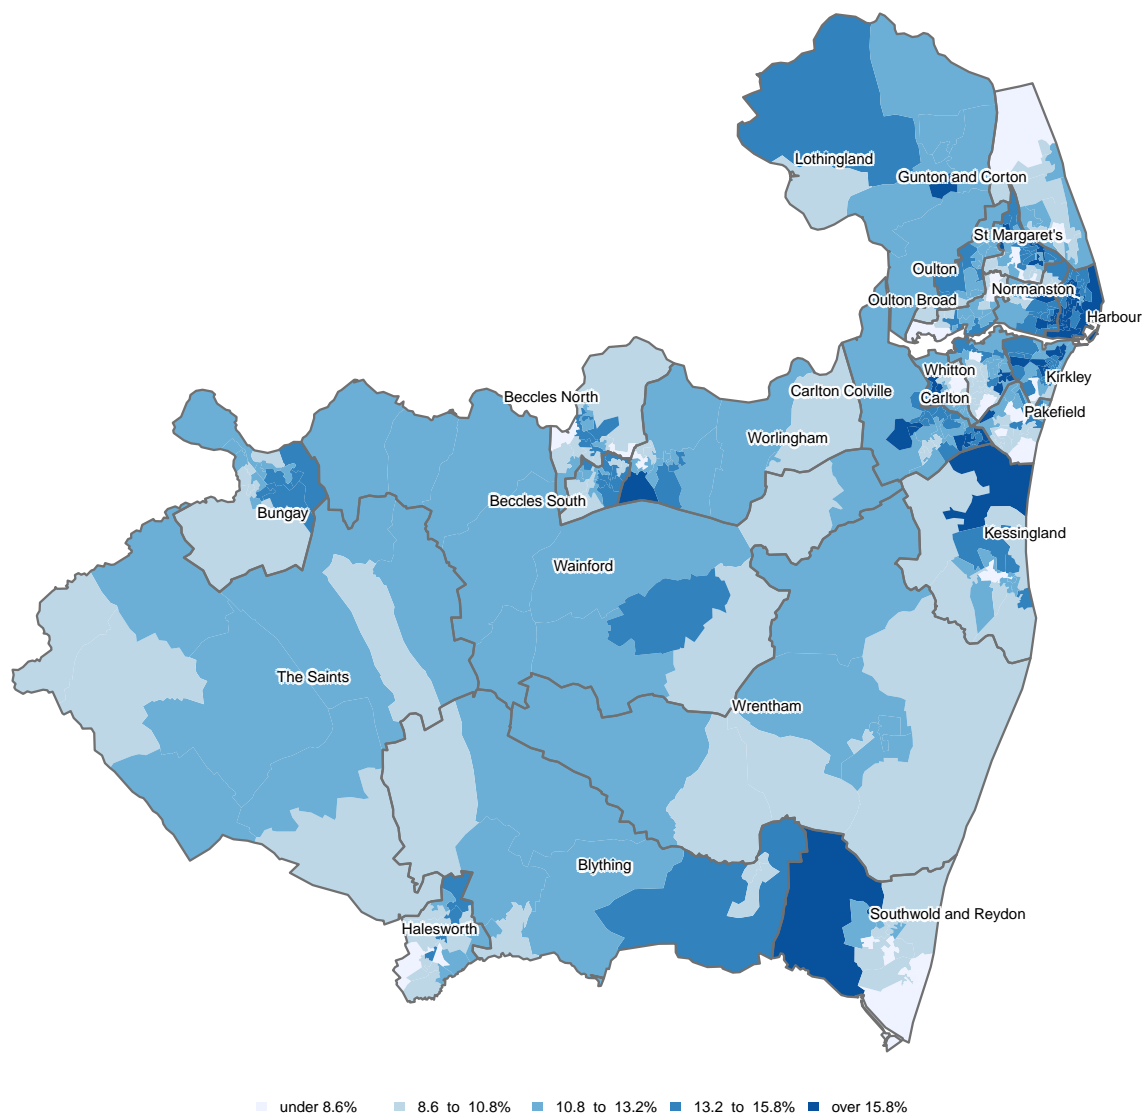 Lothingland
Gunton and Corton
St Margaret's
Oulton
Normanston
Oulton Broad
Harbour
Whitton
Kirkley
Carlton Colville
Carlton
Beccles North
Pakefield
Worlingham
Beccles South
Bungay
Kessingland
Wainford
The Saints
Wrentham
Blything
Southwold and Reydon
Halesworth
under 8.6% 8.6 to 10.8% 10.8 to 13.2% 13.2 to 15.8% over 15.8%